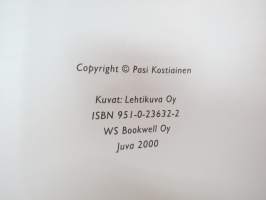 Copyright © Pasi Kostiainen
Kuvat: Lehtikuva Oy
ISBN 951-0-23632-2
WS Bookwell Oy
Juva 2000